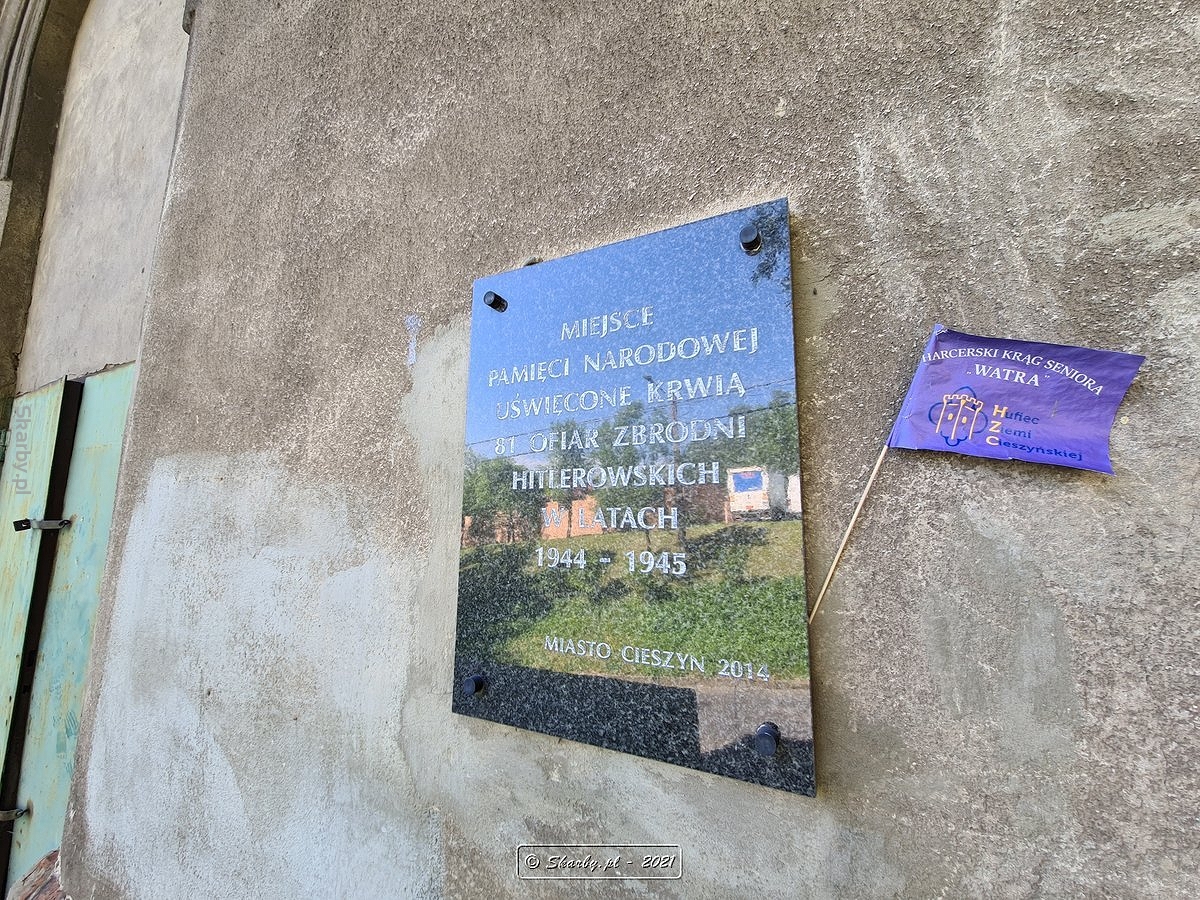 MIEJSCE
PAMIĘCI NARODOWEJ
UŚWIĘCONE KRWIĄ
81 OFIAR ZBRODNI
HITLEROWSKICH
W LATACH
1944 - 1945
MIASTO CIESZYN 2014
HARCERSKI KRĄG SENIORA
"WATRA"
Hufiec
Ziemi
Cieszyńskiej
Skarby.pl
© Skarby.pl - 2021